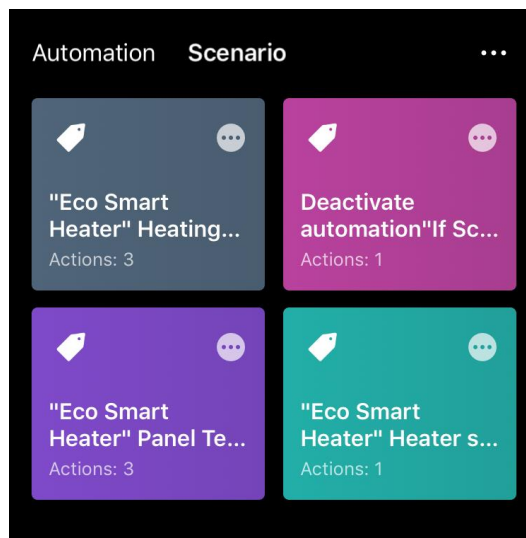 Automation Scenario
"Eco Smart
Heater" Heating...
Actions: 3
Deactivate
automation"If Sc...
Actions: 1
"Eco Smart
Heater" Panel Te...
Actions: 3
"Eco Smart
Heater" Heater s...
Actions: 1